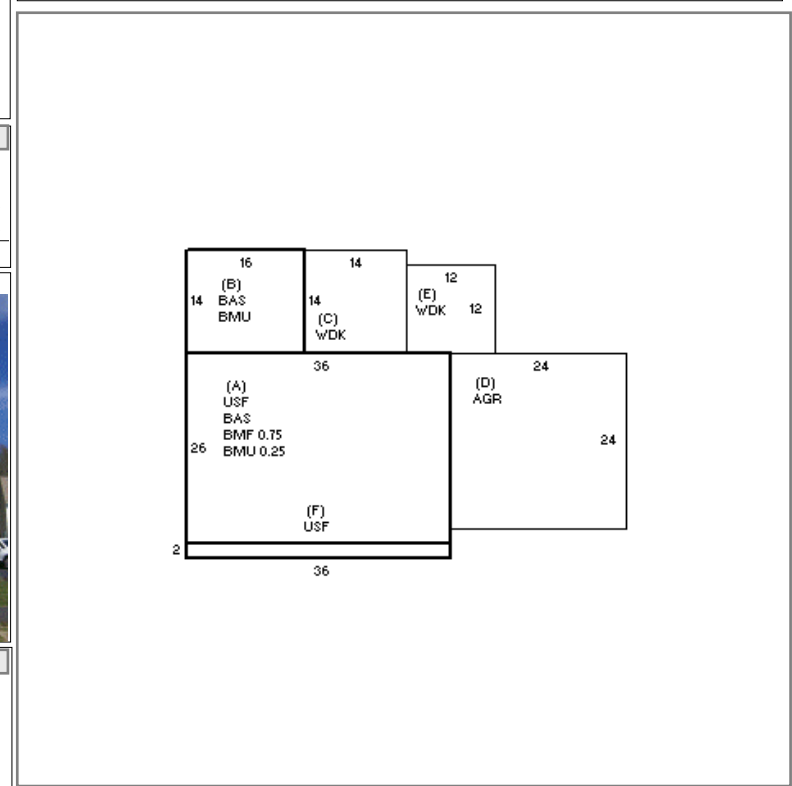 16
14
(B)
BAS
BMU
14
14
(C)
WDK
12
(E)
WDK
12
36
(A)
USF
BAS
BMF 0.75
BMU 0.25
26
24
(D)
AGR
24
(F)
USF
2
36